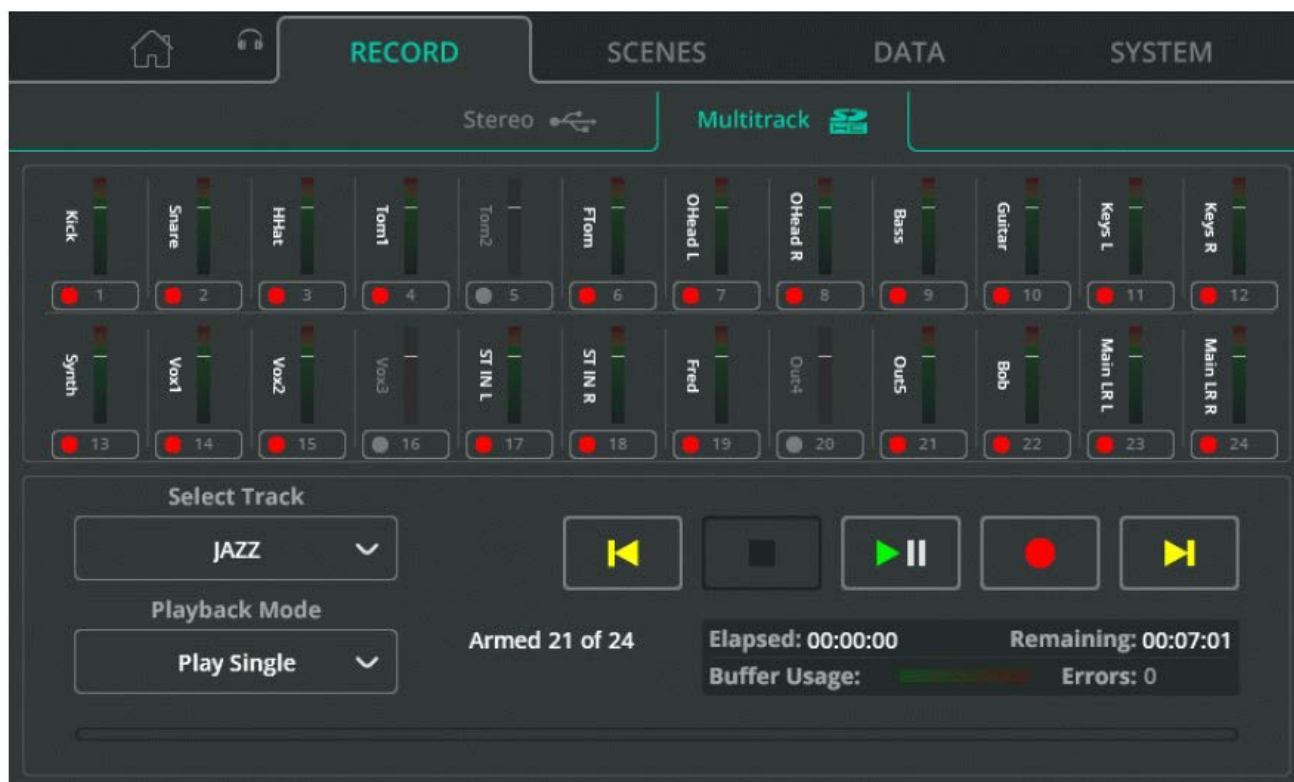 RECORD SCENES DATA SYSTEM
Stereo Multitrack
Kick Snare HHat Tom1 Tom2 FTom OHead L OHead R Bass Guitar Keys L Keys R
1 2 3 4 5 6 7 8 9 10 11 12
Synth Vox1 Vox2 Vox3 ST IN L ST IN R Fred Out4 Out5 Bob Main LR L Main LR R
13 14 15 16 17 18 19 20 21 22 23 24
Select Track
JAZZ
Playback Mode
Play Single
Armed 21 of 24
Elapsed: 00:00:00 Remaining: 00:07:01
Buffer Usage: Errors: 0